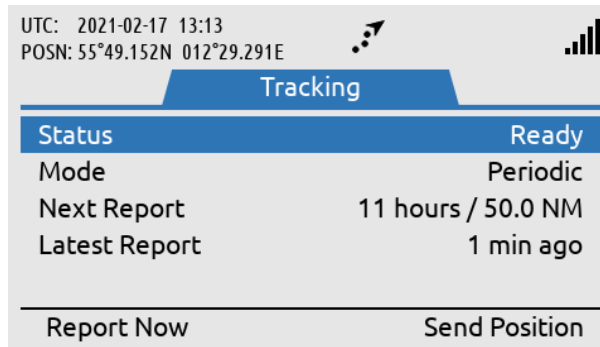 UTC: 2021-02-17 13:13
POSN: 55°49.152N 012°29.291E
Tracking
Status Ready
Mode Periodic
Next Report 11 hours / 50.0 NM
Latest Report 1 min ago
Report Now Send Position